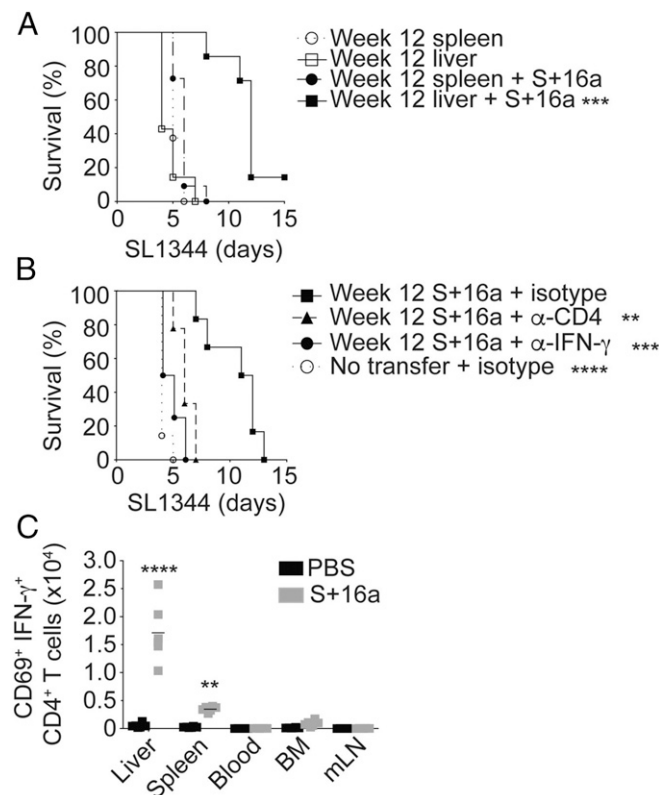 A
Survival (%)
100
80
60
40
20
0
0 5 10 15
SL1344 (days)
Week 12 spleen
Week 12 liver
Week 12 spleen + S+16a
Week 12 liver + S+16a ***
B
Survival (%)
100
80
60
40
20
0
0 5 10 15
SL1344 (days)
Week 12 S+16a + isotype
Week 12 S+16a + α-CD4 **
Week 12 S+16a + α-IFN-γ ***
No transfer + isotype ****
C
CD69⁺ IFN-γ⁺
CD4⁺ T cells (x10⁴)
3.0
2.5
2.0
1.5
1.0
0.5
0
****
**
PBS
S+16a
Liver
Spleen
Blood
BM
mLN